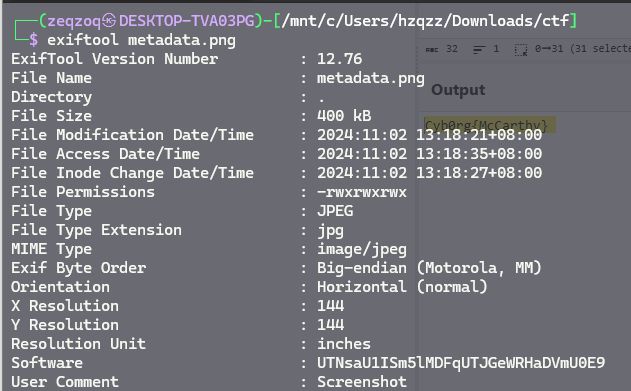 (zeqzoq㉿DESKTOP-TVA03PG)-[/mnt/c/Users/hzqzz/Downloads/ctf]
$ exiftool metadata.png
ExifTool Version Number : 12.76
File Name : metadata.png
Directory : .
File Size : 400 kB
File Modification Date/Time : 2024:11:02 13:18:21+08:00
File Access Date/Time : 2024:11:02 13:18:35+08:00
File Inode Change Date/Time : 2024:11:02 13:18:27+08:00
File Permissions : -rwxrwxrwx
File Type : JPEG
File Type Extension : jpg
MIME Type : image/jpeg
Exif Byte Order : Big-endian (Motorola, MM)
Orientation : Horizontal (normal)
X Resolution : 144
Y Resolution : 144
Resolution Unit : inches
Software : UTNsaU1ISm5lMDFqUTJGeWRHaDVmU0E9
User Comment : Screenshot
32 1 0→31 (31 selecte
Output
Cyb0rg{McCarthy}